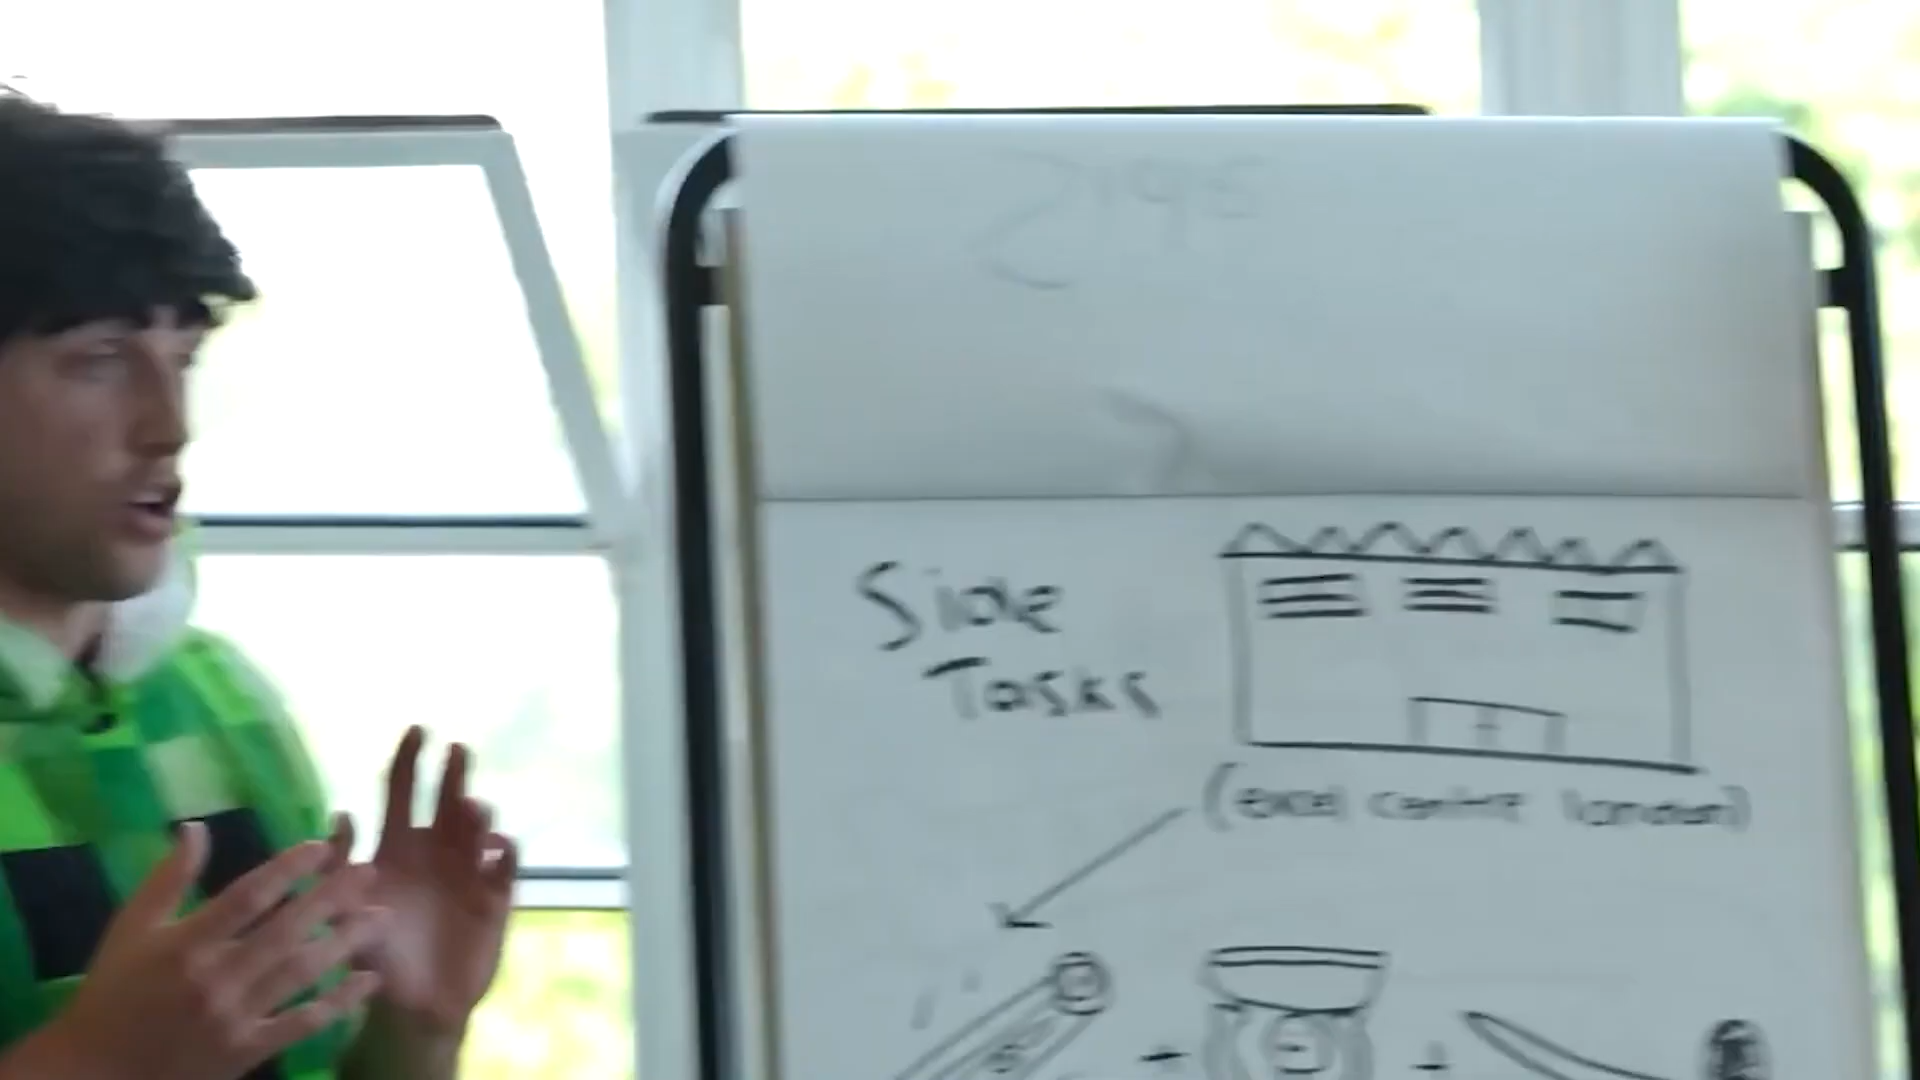 Side
Tasks
(excel centre london)
+
+